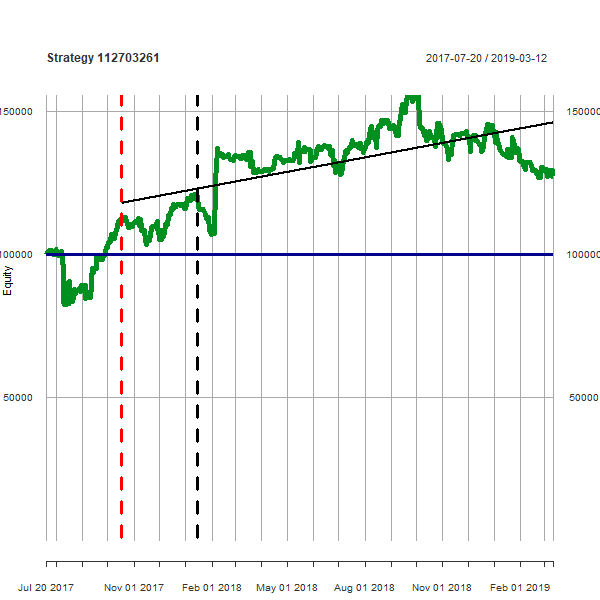 Strategy 112703261
2017-07-20 / 2019-03-12
150000
150000
100000
100000
Equity
50000
50000
Jul 20 2017
Nov 01 2017
Feb 01 2018
May 01 2018
Aug 01 2018
Nov 01 2018
Feb 01 2019